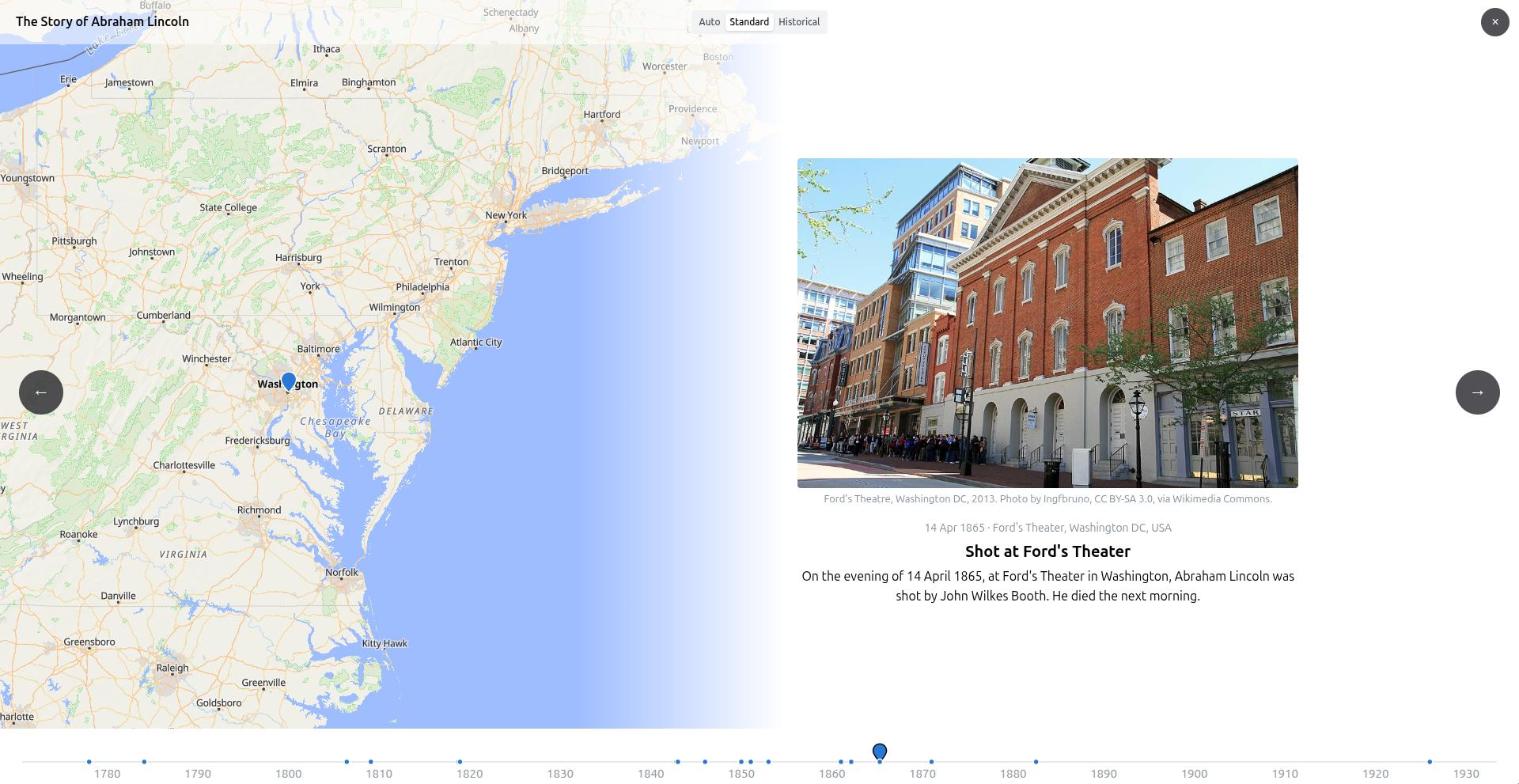 The Story of Abraham Lincoln
Auto Standard Historical
×
Buffalo
Schenectady
Albany
Ithaca
Boston
Worcester
Erie
Jamestown
Elmira
Binghamton
Providence
Hartford
Newport
Scranton
Bridgeport
Youngstown
State College
New York
Pittsburgh
Johnstown
Harrisburg
Trenton
Wheeling
York
Philadelphia
Wilmington
Morgantown
Cumberland
Atlantic City
Baltimore
Winchester
Washington
←
→
DELAWARE
Chesapeake
Bay
WEST
RGINIA
Fredericksburg
Charlottesville
Richmond
Lynchburg
Roanoke
VIRGINIA
Norfolk
Danville
Greensboro
Kitty Hawk
Raleigh
Greenville
Goldsboro
harlotte
STAR
Ford's Theatre, Washington DC, 2013. Photo by Ingfbruno, CC BY-SA 3.0, via Wikimedia Commons.
14 Apr 1865 · Ford's Theater, Washington DC, USA
Shot at Ford's Theater
On the evening of 14 April 1865, at Ford's Theater in Washington, Abraham Lincoln was
shot by John Wilkes Booth. He died the next morning.
1780 1790 1800 1810 1820 1830 1840 1850 1860 1870 1880 1890 1900 1910 1920 1930